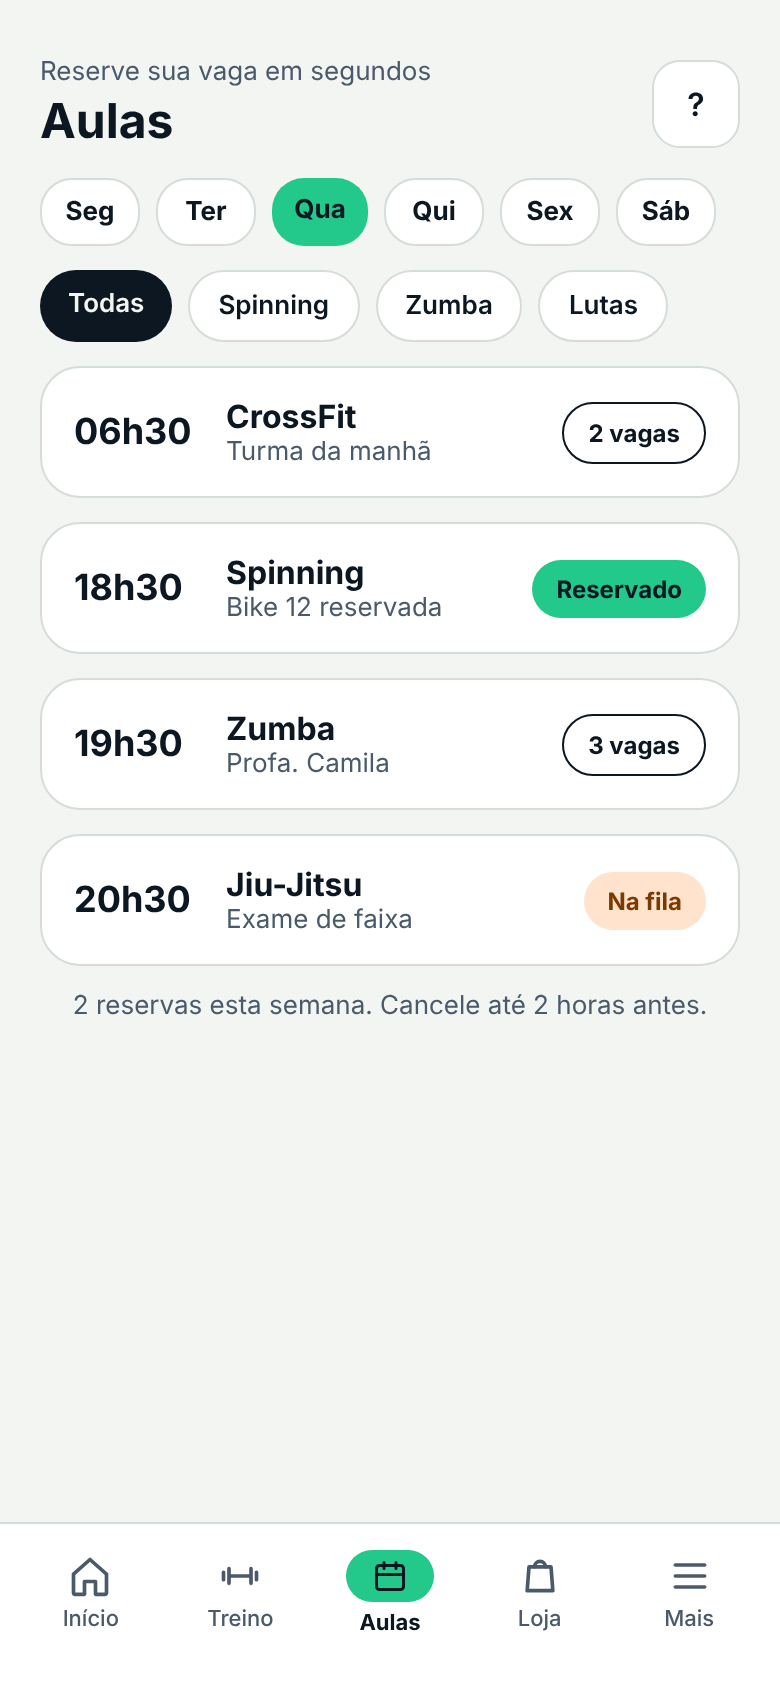 Reserve sua vaga em segundos
Aulas
?
Seg Ter Qua Qui Sex Sáb
Todas Spinning Zumba Lutas
06h30 CrossFit 2 vagas
Turma da manhã
18h30 Spinning Reservado
Bike 12 reservada
19h30 Zumba 3 vagas
Profa. Camila
20h30 Jiu-Jitsu Na fila
Exame de faixa
2 reservas esta semana. Cancele até 2 horas antes.
Início Treino Aulas Loja Mais